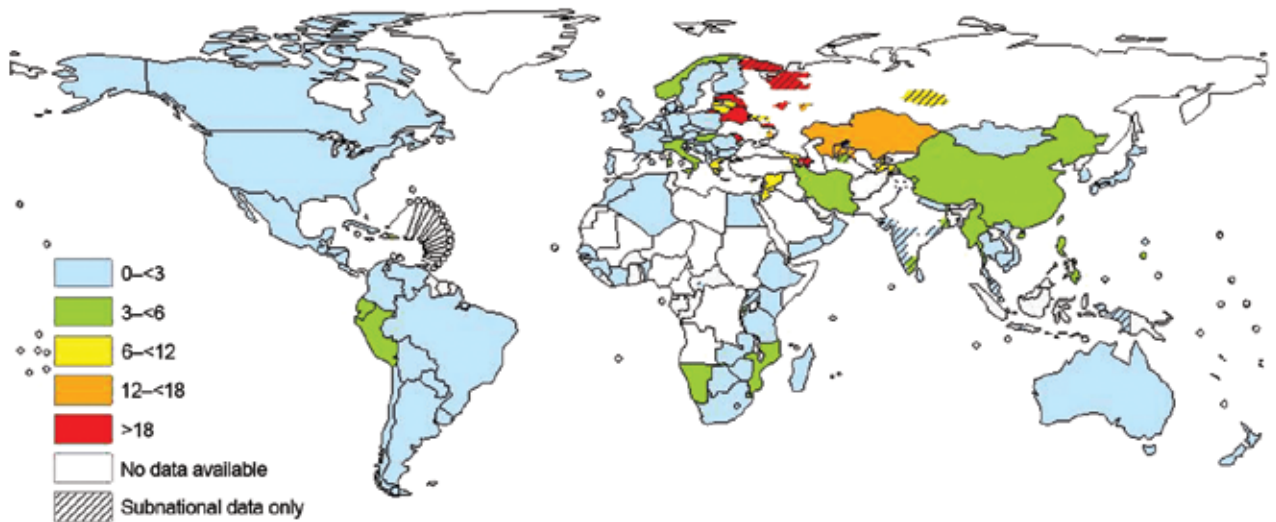 0–<3
3–<6
6–<12
12–<18
>18
No data available
Subnational data only